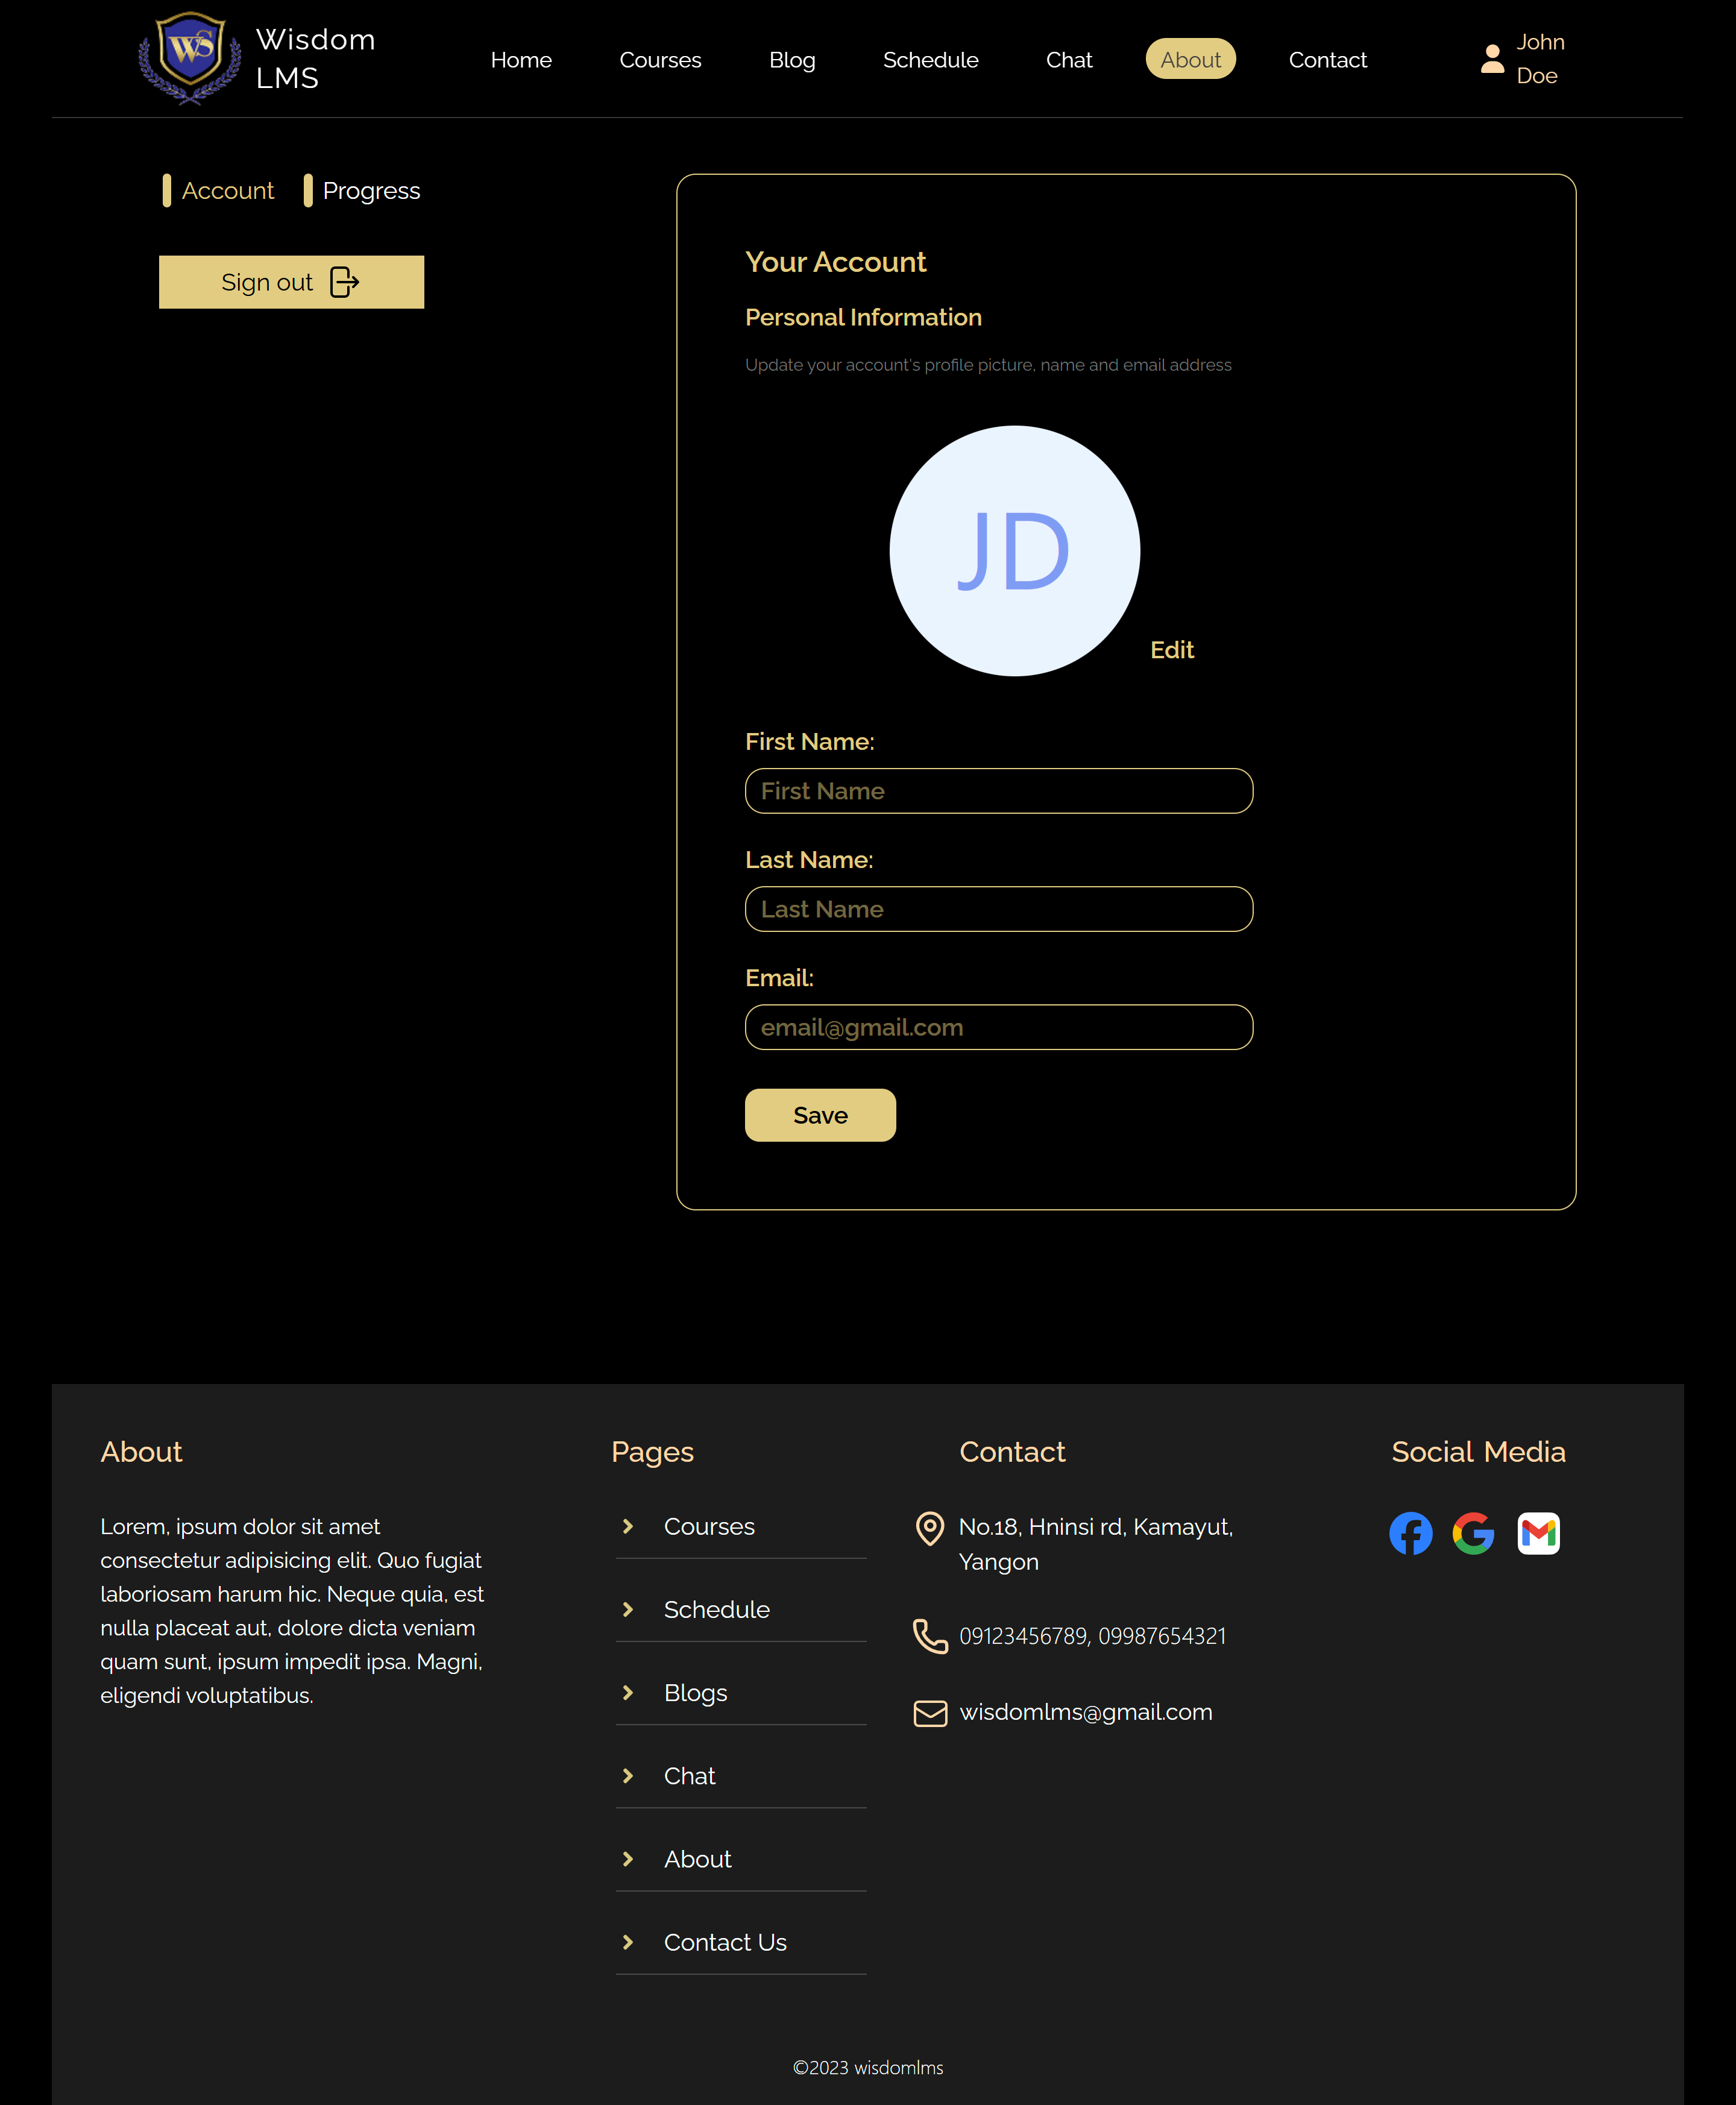 WS
Wisdom
LMS
Home Courses Blog Schedule Chat About Contact
John
Doe
Account Progress
Sign out
Your Account
Personal Information
Update your account's profile picture, name and email address
JD
Edit
First Name:
First Name
Last Name:
Last Name
Email:
email@gmail.com
Save
About
Lorem, ipsum dolor sit amet
consectetur adipisicing elit. Quo fugiat
laboriosam harum hic. Neque quia, est
nulla placeat aut, dolore dicta veniam
quam sunt, ipsum impedit ipsa. Magni,
eligendi voluptatibus.
Pages
Courses
Schedule
Blogs
Chat
About
Contact Us
Contact
No.18, Hninsi rd, Kamayut,
Yangon
09123456789, 09987654321
wisdomlms@gmail.com
Social Media
©2023 wisdomlms